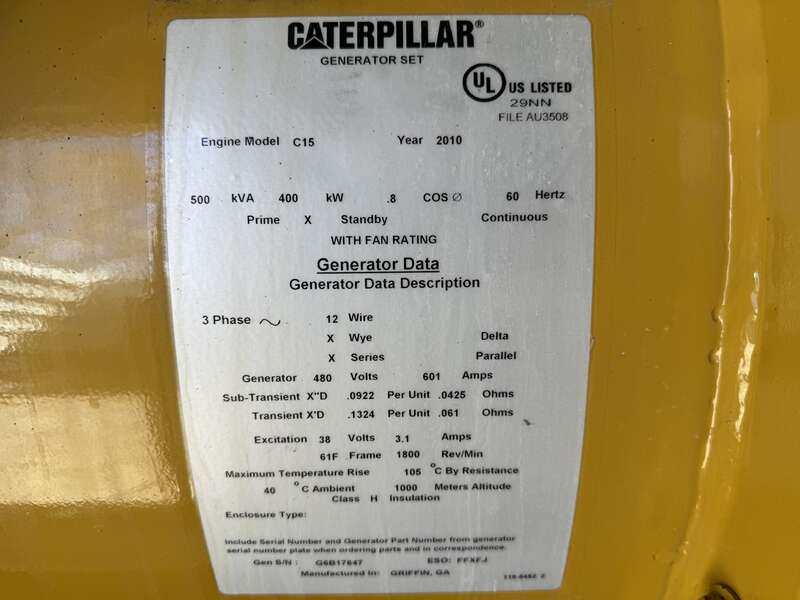 CATERPILLAR®
GENERATOR SET
UL US LISTED
29NN
FILE AU3508
Engine Model C15 Year 2010
500 kVA 400 kW .8 COS Ø 60 Hertz
Prime X Standby Continuous
WITH FAN RATING
Generator Data
Generator Data Description
3 Phase ~ 12 Wire
X Wye Delta
X Series Parallel
Generator 480 Volts 601 Amps
Sub-Transient X"D .0922 Per Unit .0425 Ohms
Transient X'D .1324 Per Unit .061 Ohms
Excitation 38 Volts 3.1 Amps
61F Frame 1800 Rev/Min
Maximum Temperature Rise 105 °C By Resistance
40 °C Ambient 1000 Meters Altitude
Class H Insulation
Enclosure Type:
Include Serial Number and Generator Part Number from generator
serial number plate when ordering parts and in correspondence.
Gen S/N : G6B17647 ESO: FFXFJ
Manufactured In: GRIFFIN, GA